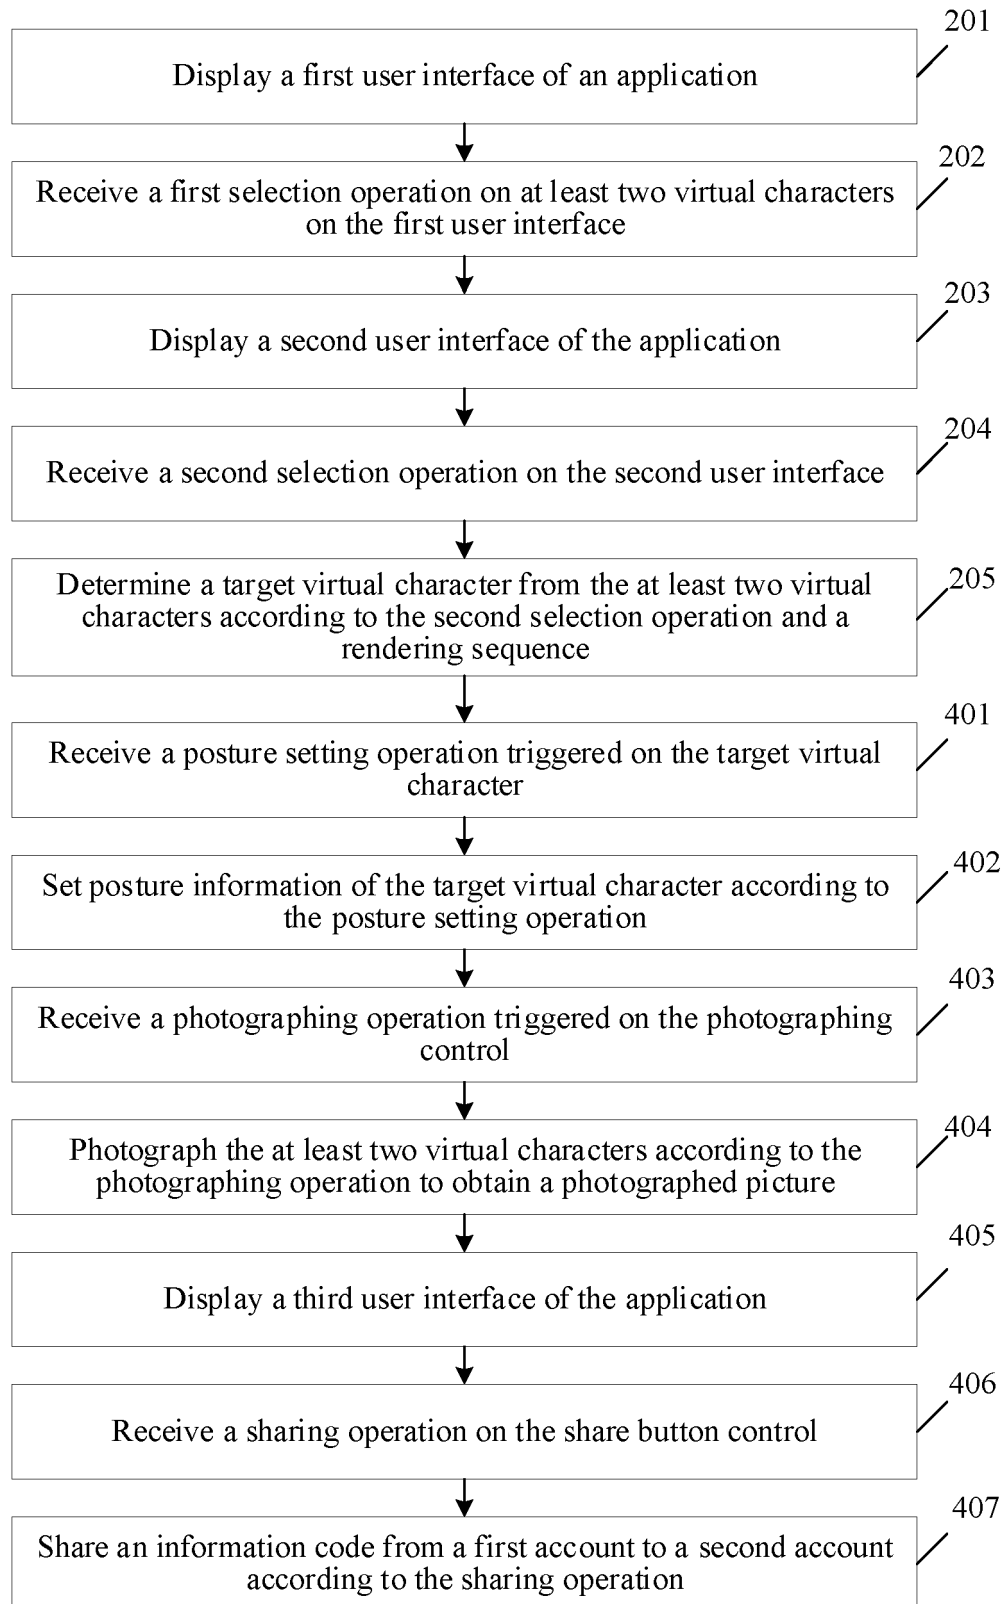 201
Display a first user interface of an application
202
Receive a first selection operation on at least two virtual characters
on the first user interface
203
Display a second user interface of the application
204
Receive a second selection operation on the second user interface
205
Determine a target virtual character from the at least two virtual
characters according to the second selection operation and a
rendering sequence
401
Receive a posture setting operation triggered on the target virtual
character
402
Set posture information of the target virtual character according to
the posture setting operation
403
Receive a photographing operation triggered on the photographing
control
404
Photograph the at least two virtual characters according to the
photographing operation to obtain a photographed picture
405
Display a third user interface of the application
406
Receive a sharing operation on the share button control
407
Share an information code from a first account to a second account
according to the sharing operation